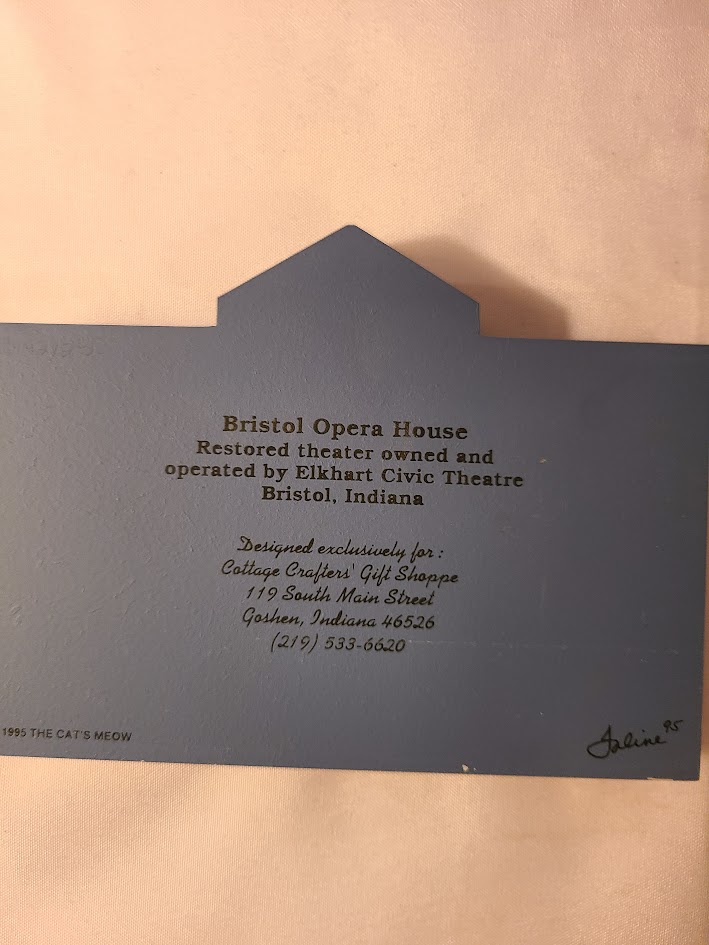 Bristol Opera House
Restored theater owned and
operated by Elkhart Civic Theatre
Bristol, Indiana
Designed exclusively for:
Cottage Crafters' Gift Shoppe
119 South Main Street
Goshen, Indiana 46526
(219) 533-6620
1995 THE CAT'S MEOW
Faline 95